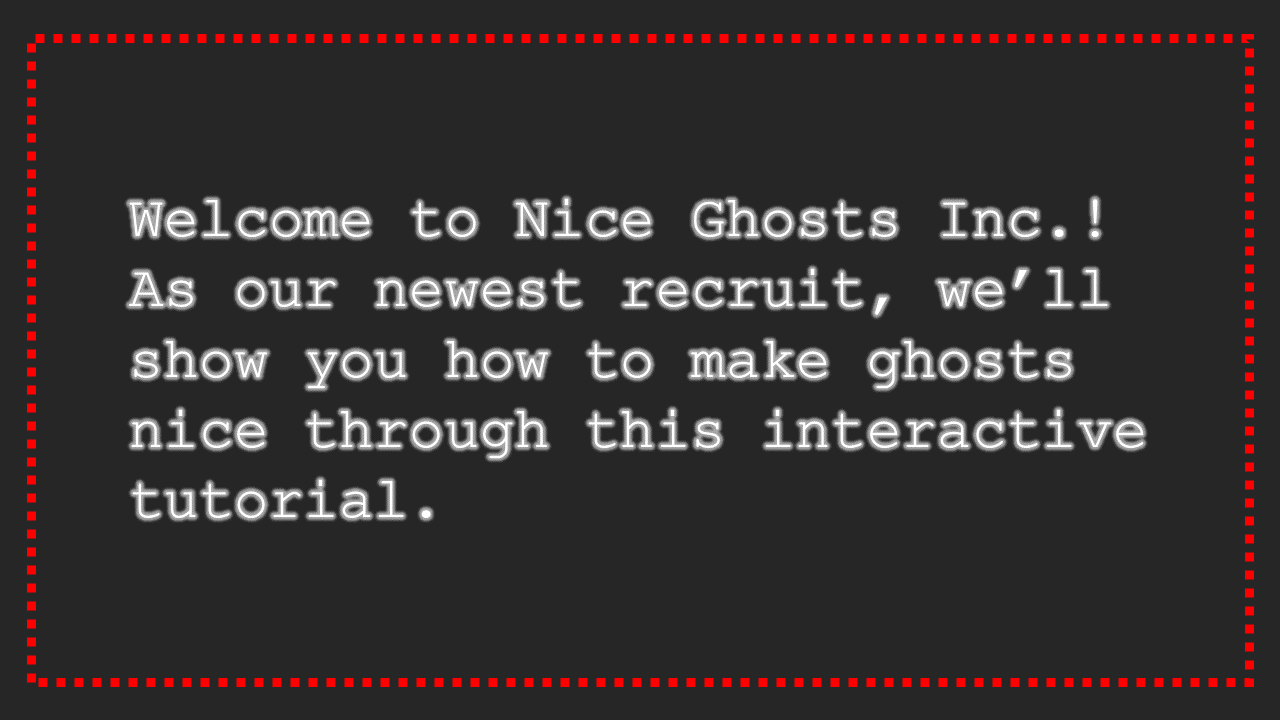 Welcome to Nice Ghosts Inc.!
As our newest recruit, we’ll
show you how to make ghosts
nice through this interactive
tutorial.